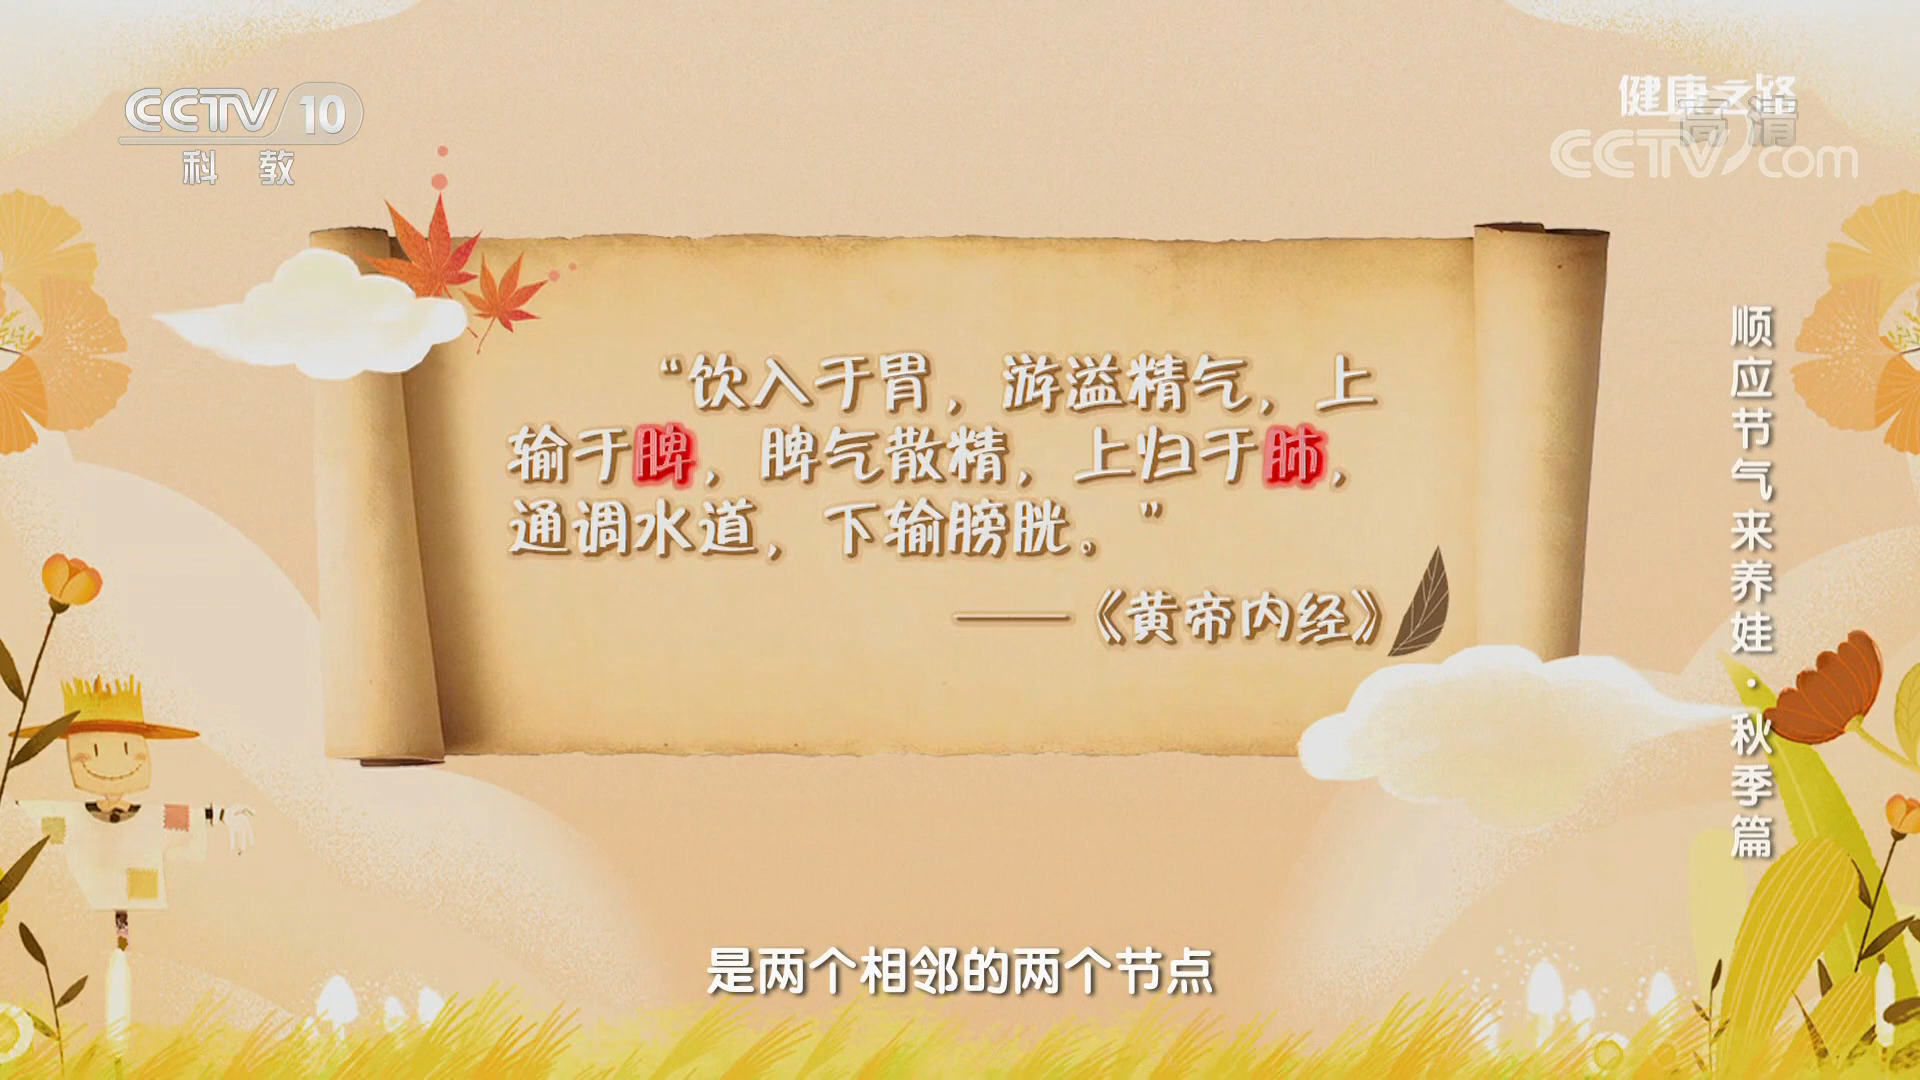 CCTV 10
科 教
健康之路
高清
CCTV.com
“饮入于胃，游溢精气，上
输于脾，脾气散精，上归于肺，
通调水道，下输膀胱。”
——《黄帝内经》
顺应节气来养娃·秋季篇
是两个相邻的两个节点